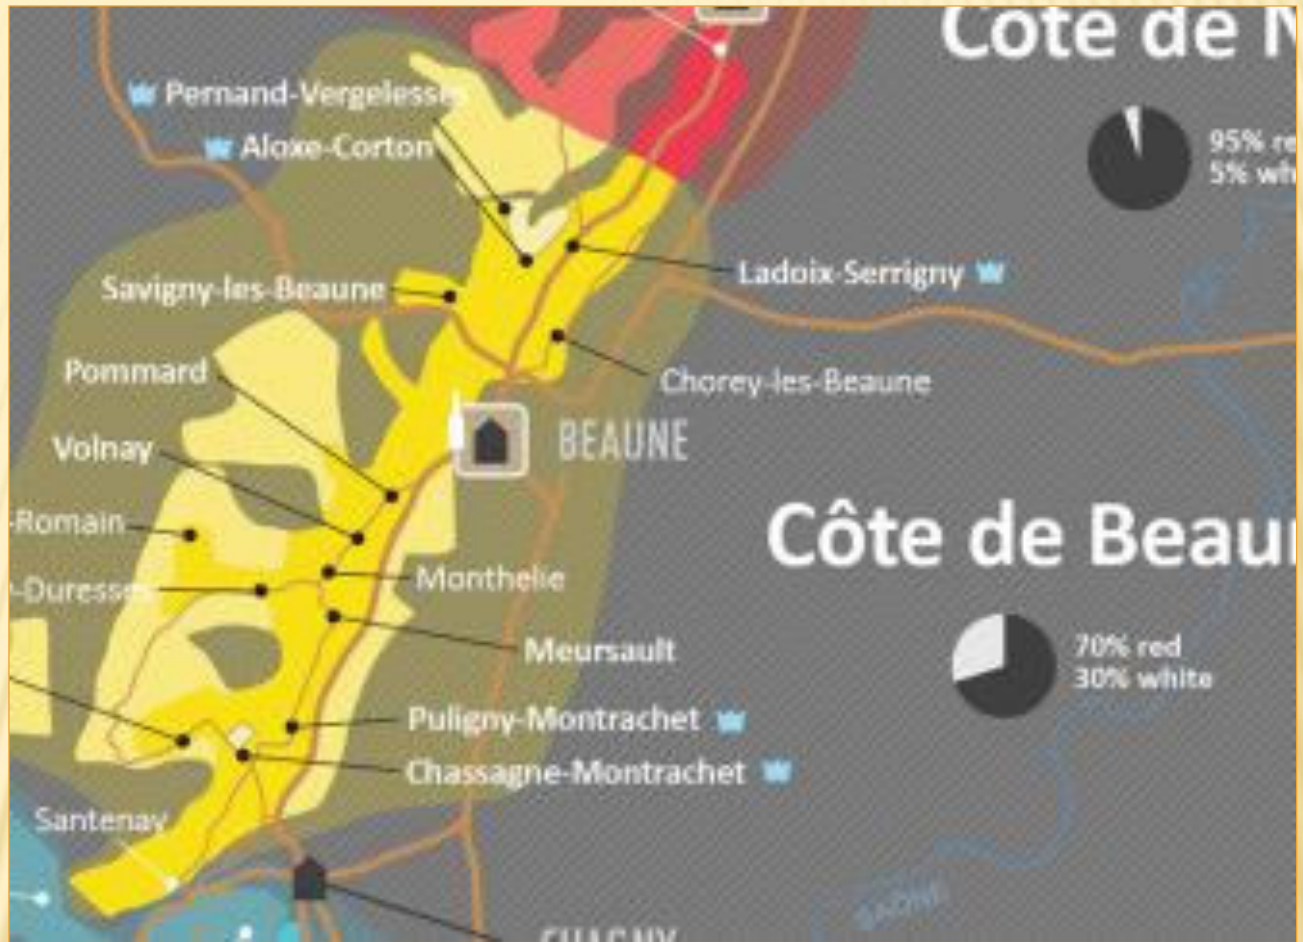 Côte de N
Pernand-Vergelesses
Aloxe-Corton
95% re
5% wh
Ladoix-Serrigny
Savigny-les-Beaune
Pommard
Chorey-les-Beaune
BEAUNE
Volnay
Côte de Beau
-Romain
Monthelie
-Duresses
Meursault
70% red
30% white
Puligny-Montrachet
Chassagne-Montrachet
Santenay
SAÔNE